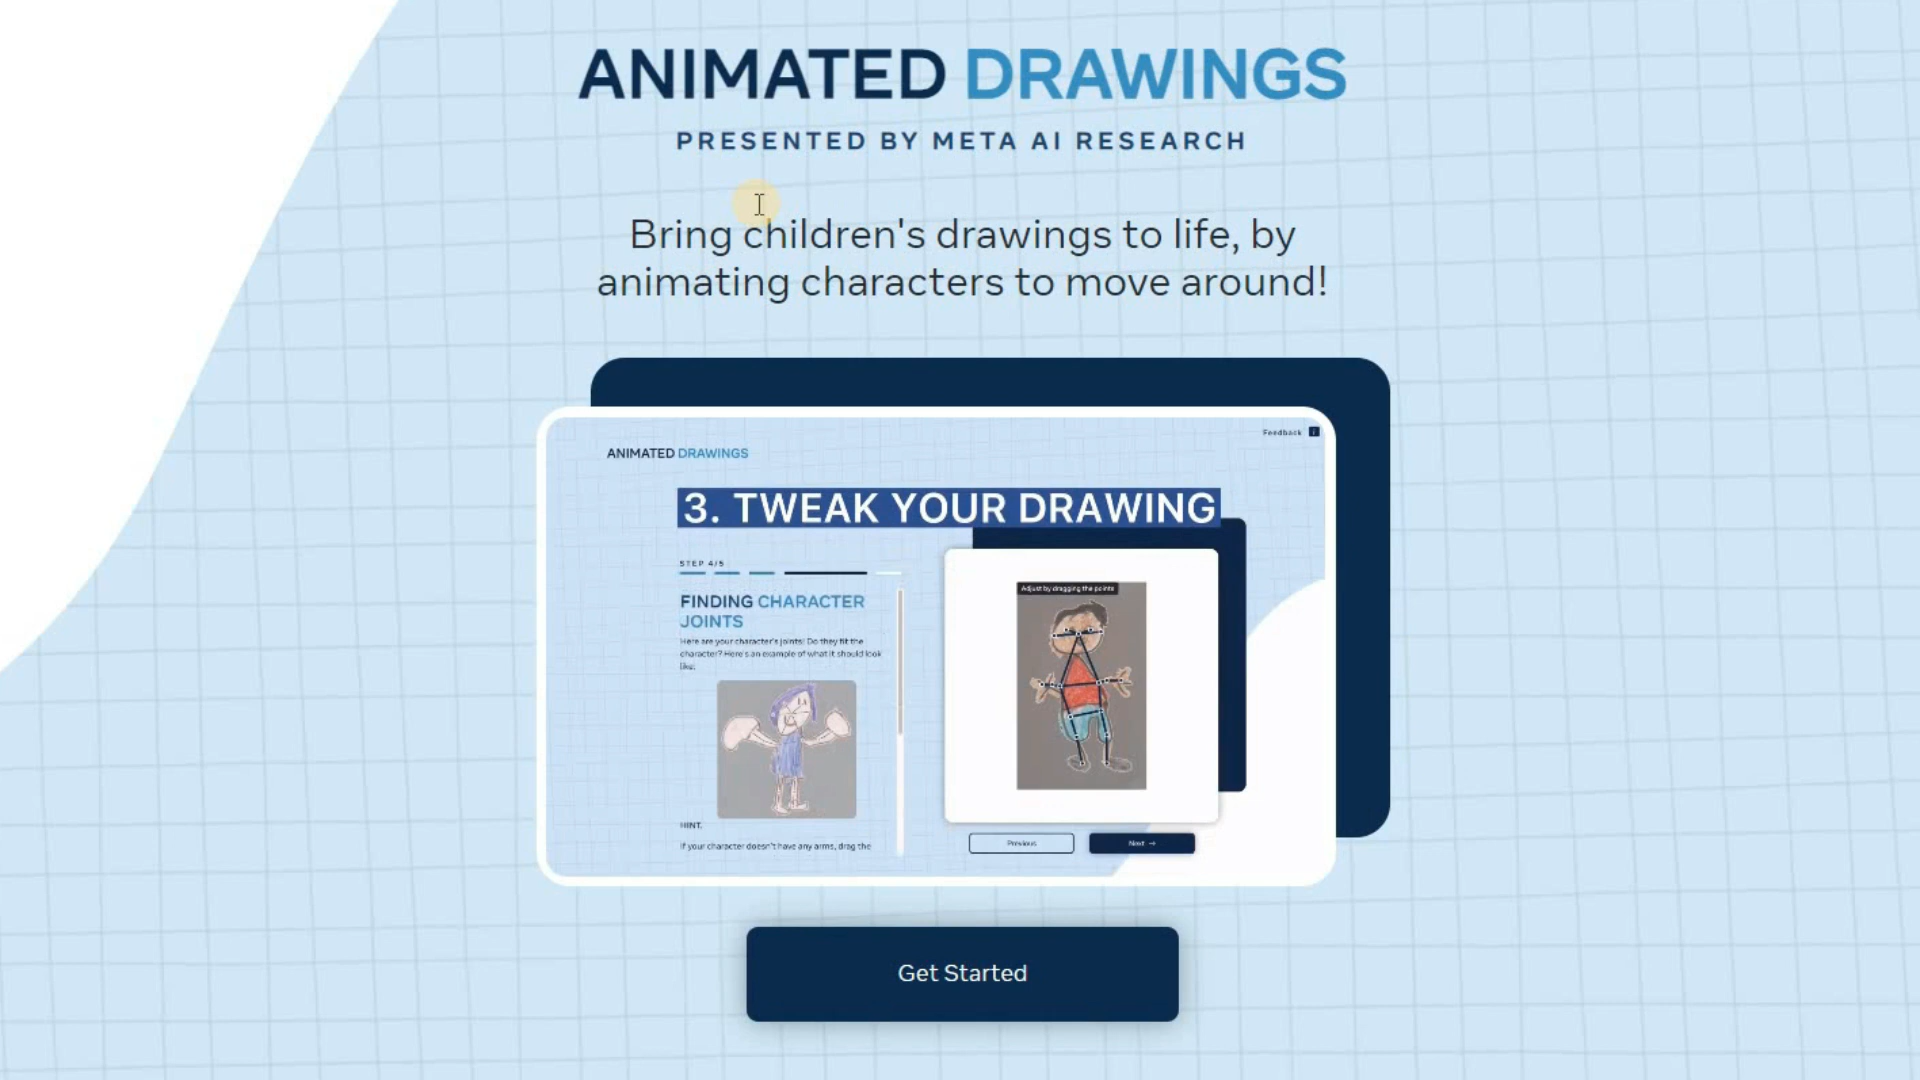 ANIMATED DRAWINGS
PRESENTED BY META AI RESEARCH
Bring children's drawings to life, by
animating characters to move around!
Feedback
ANIMATED DRAWINGS
3. TWEAK YOUR DRAWING
STEP 4/5
FINDING CHARACTER
JOINTS
Here are your character's joints! Do they fit the
character? Here's an example of what it should look
like:
HINT.
If your character doesn't have any arms, drag the
Adjust by dragging the points
Previous
Next →
Get Started